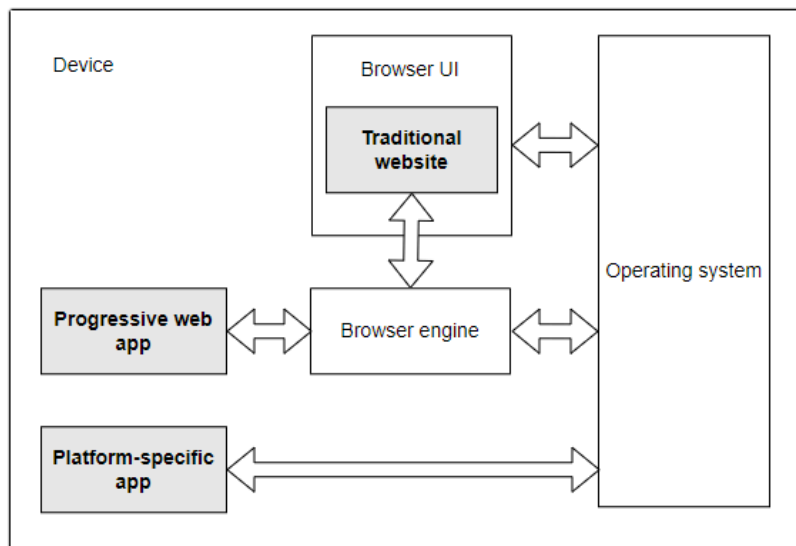 Device
Browser UI
Traditional
website
Operating system
Progressive web
app
Browser engine
Platform-specific
app